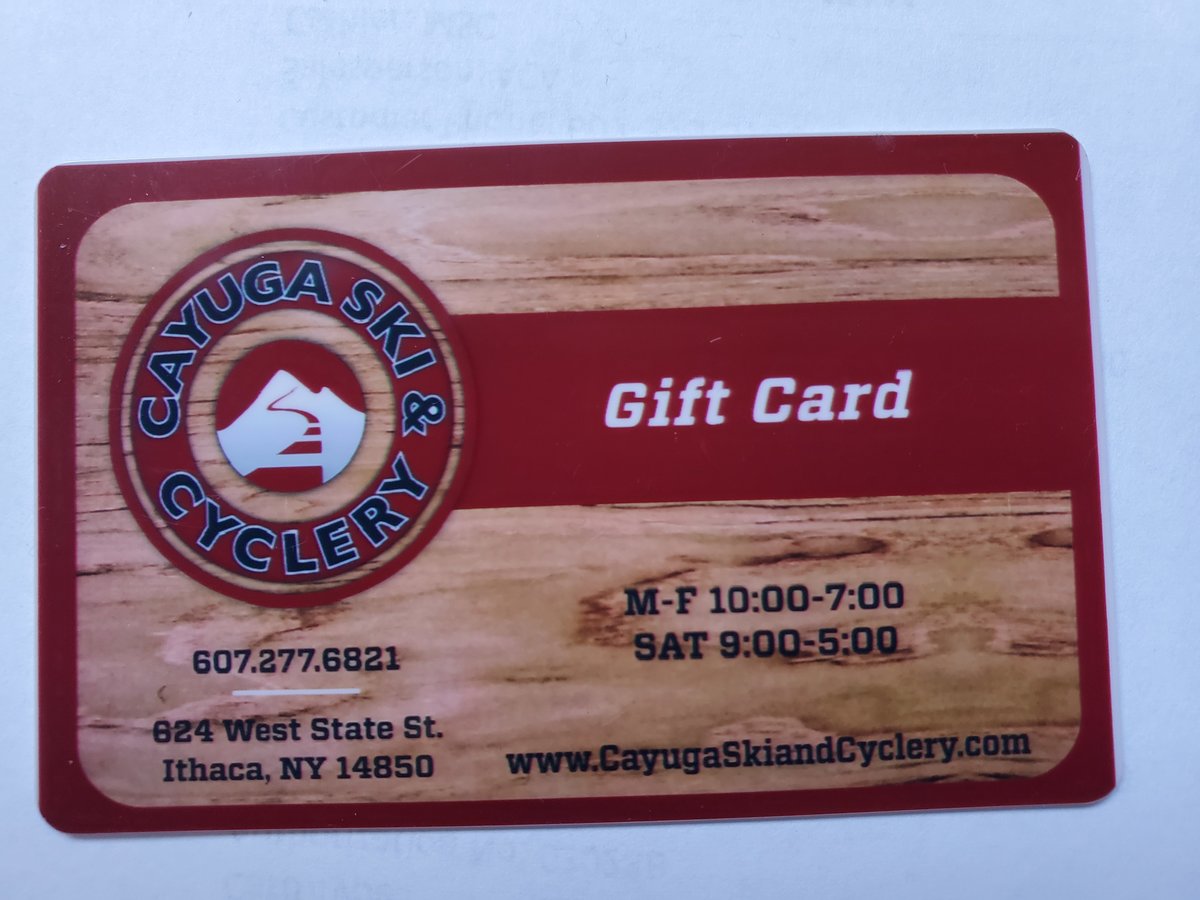 CAYUGA SKI &
CYCLERY
Gift Card
M-F 10:00-7:00
SAT 9:00-5:00
607.277.6821
624 West State St.
Ithaca, NY 14850
www.CayugaSkiandCyclery.com